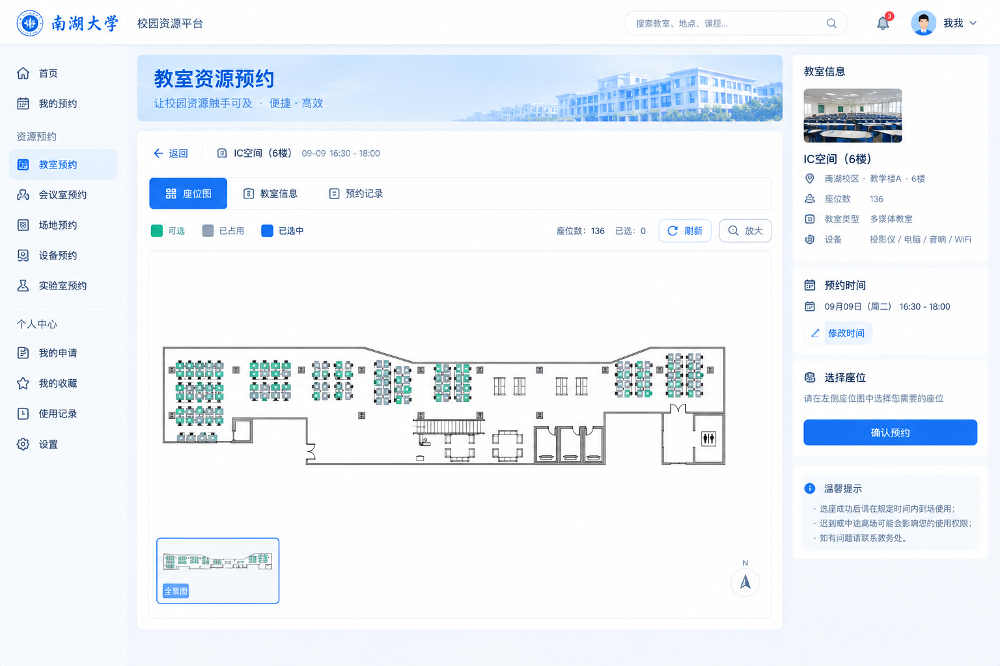 南湖大学
校园资源平台
搜索教室、地点、课程...
3
我我
首页
我的预约
资源预约
教室预约
会议室预约
场地预约
设备预约
实验室预约
个人中心
我的申请
我的收藏
使用记录
设置
教室资源预约
让校园资源触手可及 · 便捷 · 高效
返回
IC空间（6楼） 09-09 16:30 - 18:00
座位图
教室信息
预约记录
可选
已占用
已选中
座位数：136 已选：0
刷新
放大
全景图
N
教室信息
IC空间（6楼）
南湖校区 · 教学楼A · 6楼
座位数 136
教室类型 多媒体教室
设备 投影仪 / 电脑 / 音响 / WiFi
预约时间
09月09日（周二） 16:30 - 18:00
修改时间
选择座位
请在左侧座位图中选择您需要的座位
确认预约
温馨提示
· 选座成功后请在规定时间内到场使用；
· 迟到或中途离场可能会影响您的使用权限；
· 如有问题请联系教务处。